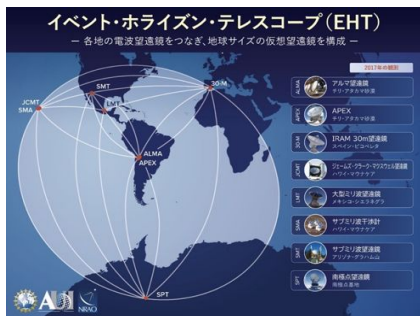 イベント・ホライズン・テレスコープ（EHT）
― 各地の電波望遠鏡をつなぎ、地球サイズの仮想望遠鏡を構成 ―
30-M
SMT
LMT
JCMT
SMA
ALMA
APEX
SPT
ALMA
アルマ望遠鏡
チリ・アタカマ砂漠
APEX
APEX
チリ・アタカマ砂漠
30-M
IRAM 30m望遠鏡
スペイン・ピコベレタ
JCMT
ジェームズ・クラーク・マクスウェル望遠鏡
ハワイ・マウナケア
LMT
大型ミリ波望遠鏡
メキシコ・シエラネグラ
SMA
サブミリ波干渉計
ハワイ・マウナケア
SMT
サブミリ波望遠鏡
アリゾナ・グラハム山
SPT
南極点望遠鏡
南極点基地
NRAO